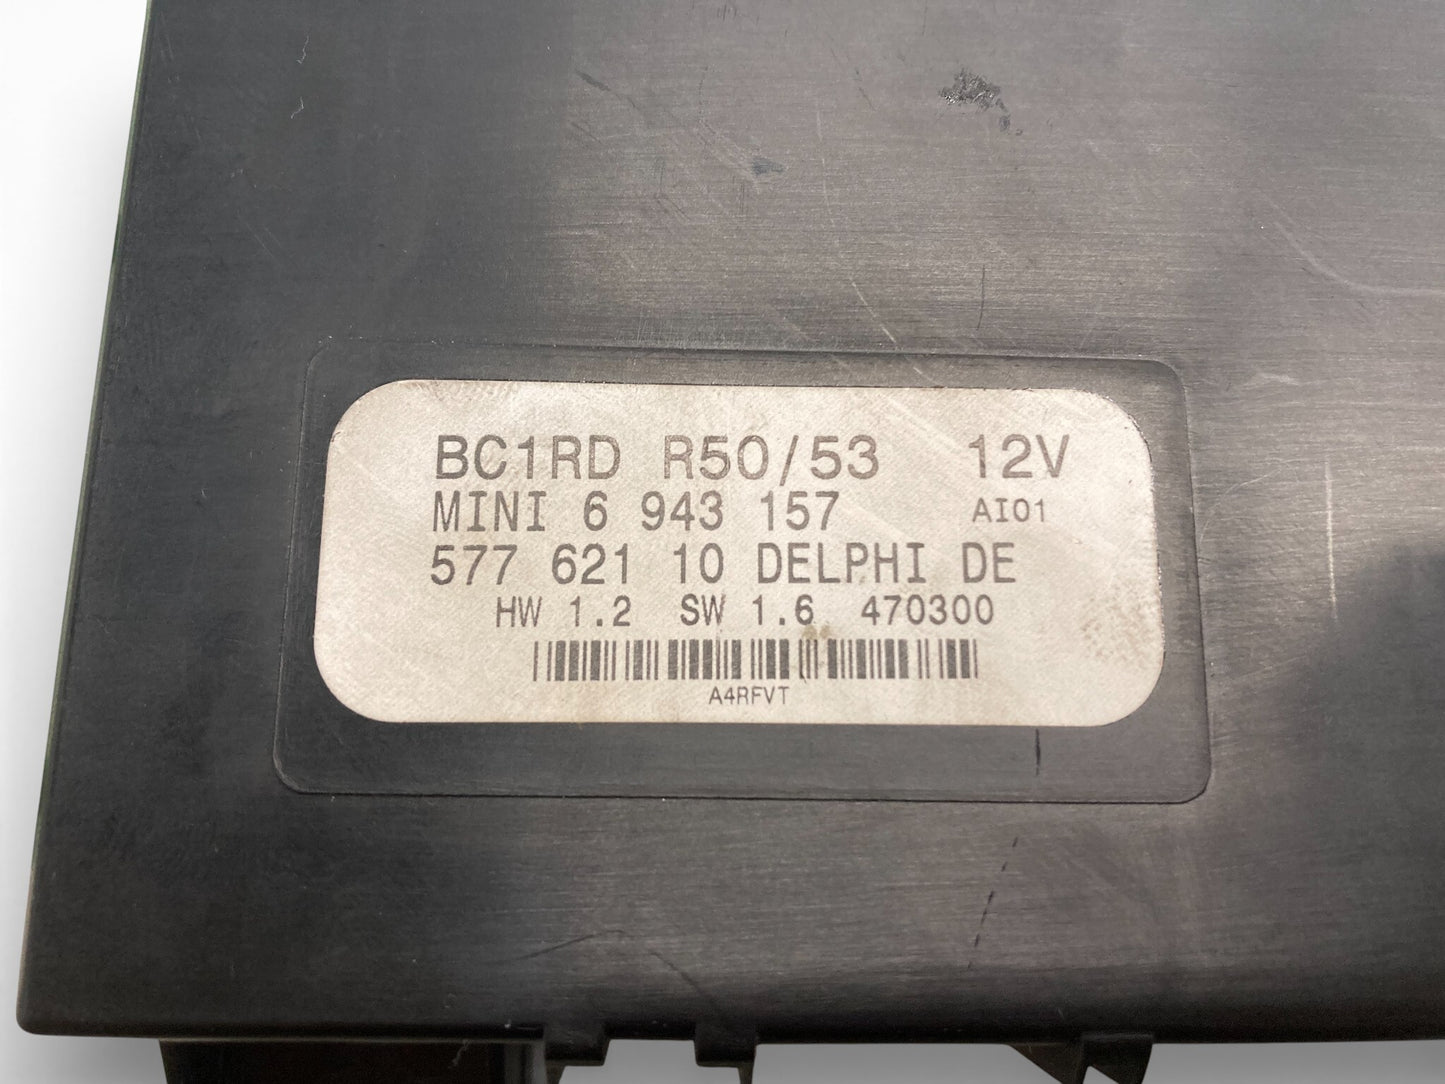 BC1RD R50/53 12V
MINI 6 943 157 AI01
577 621 10 DELPHI DE
HW 1.2 SW 1.6 470300
A4RFVT